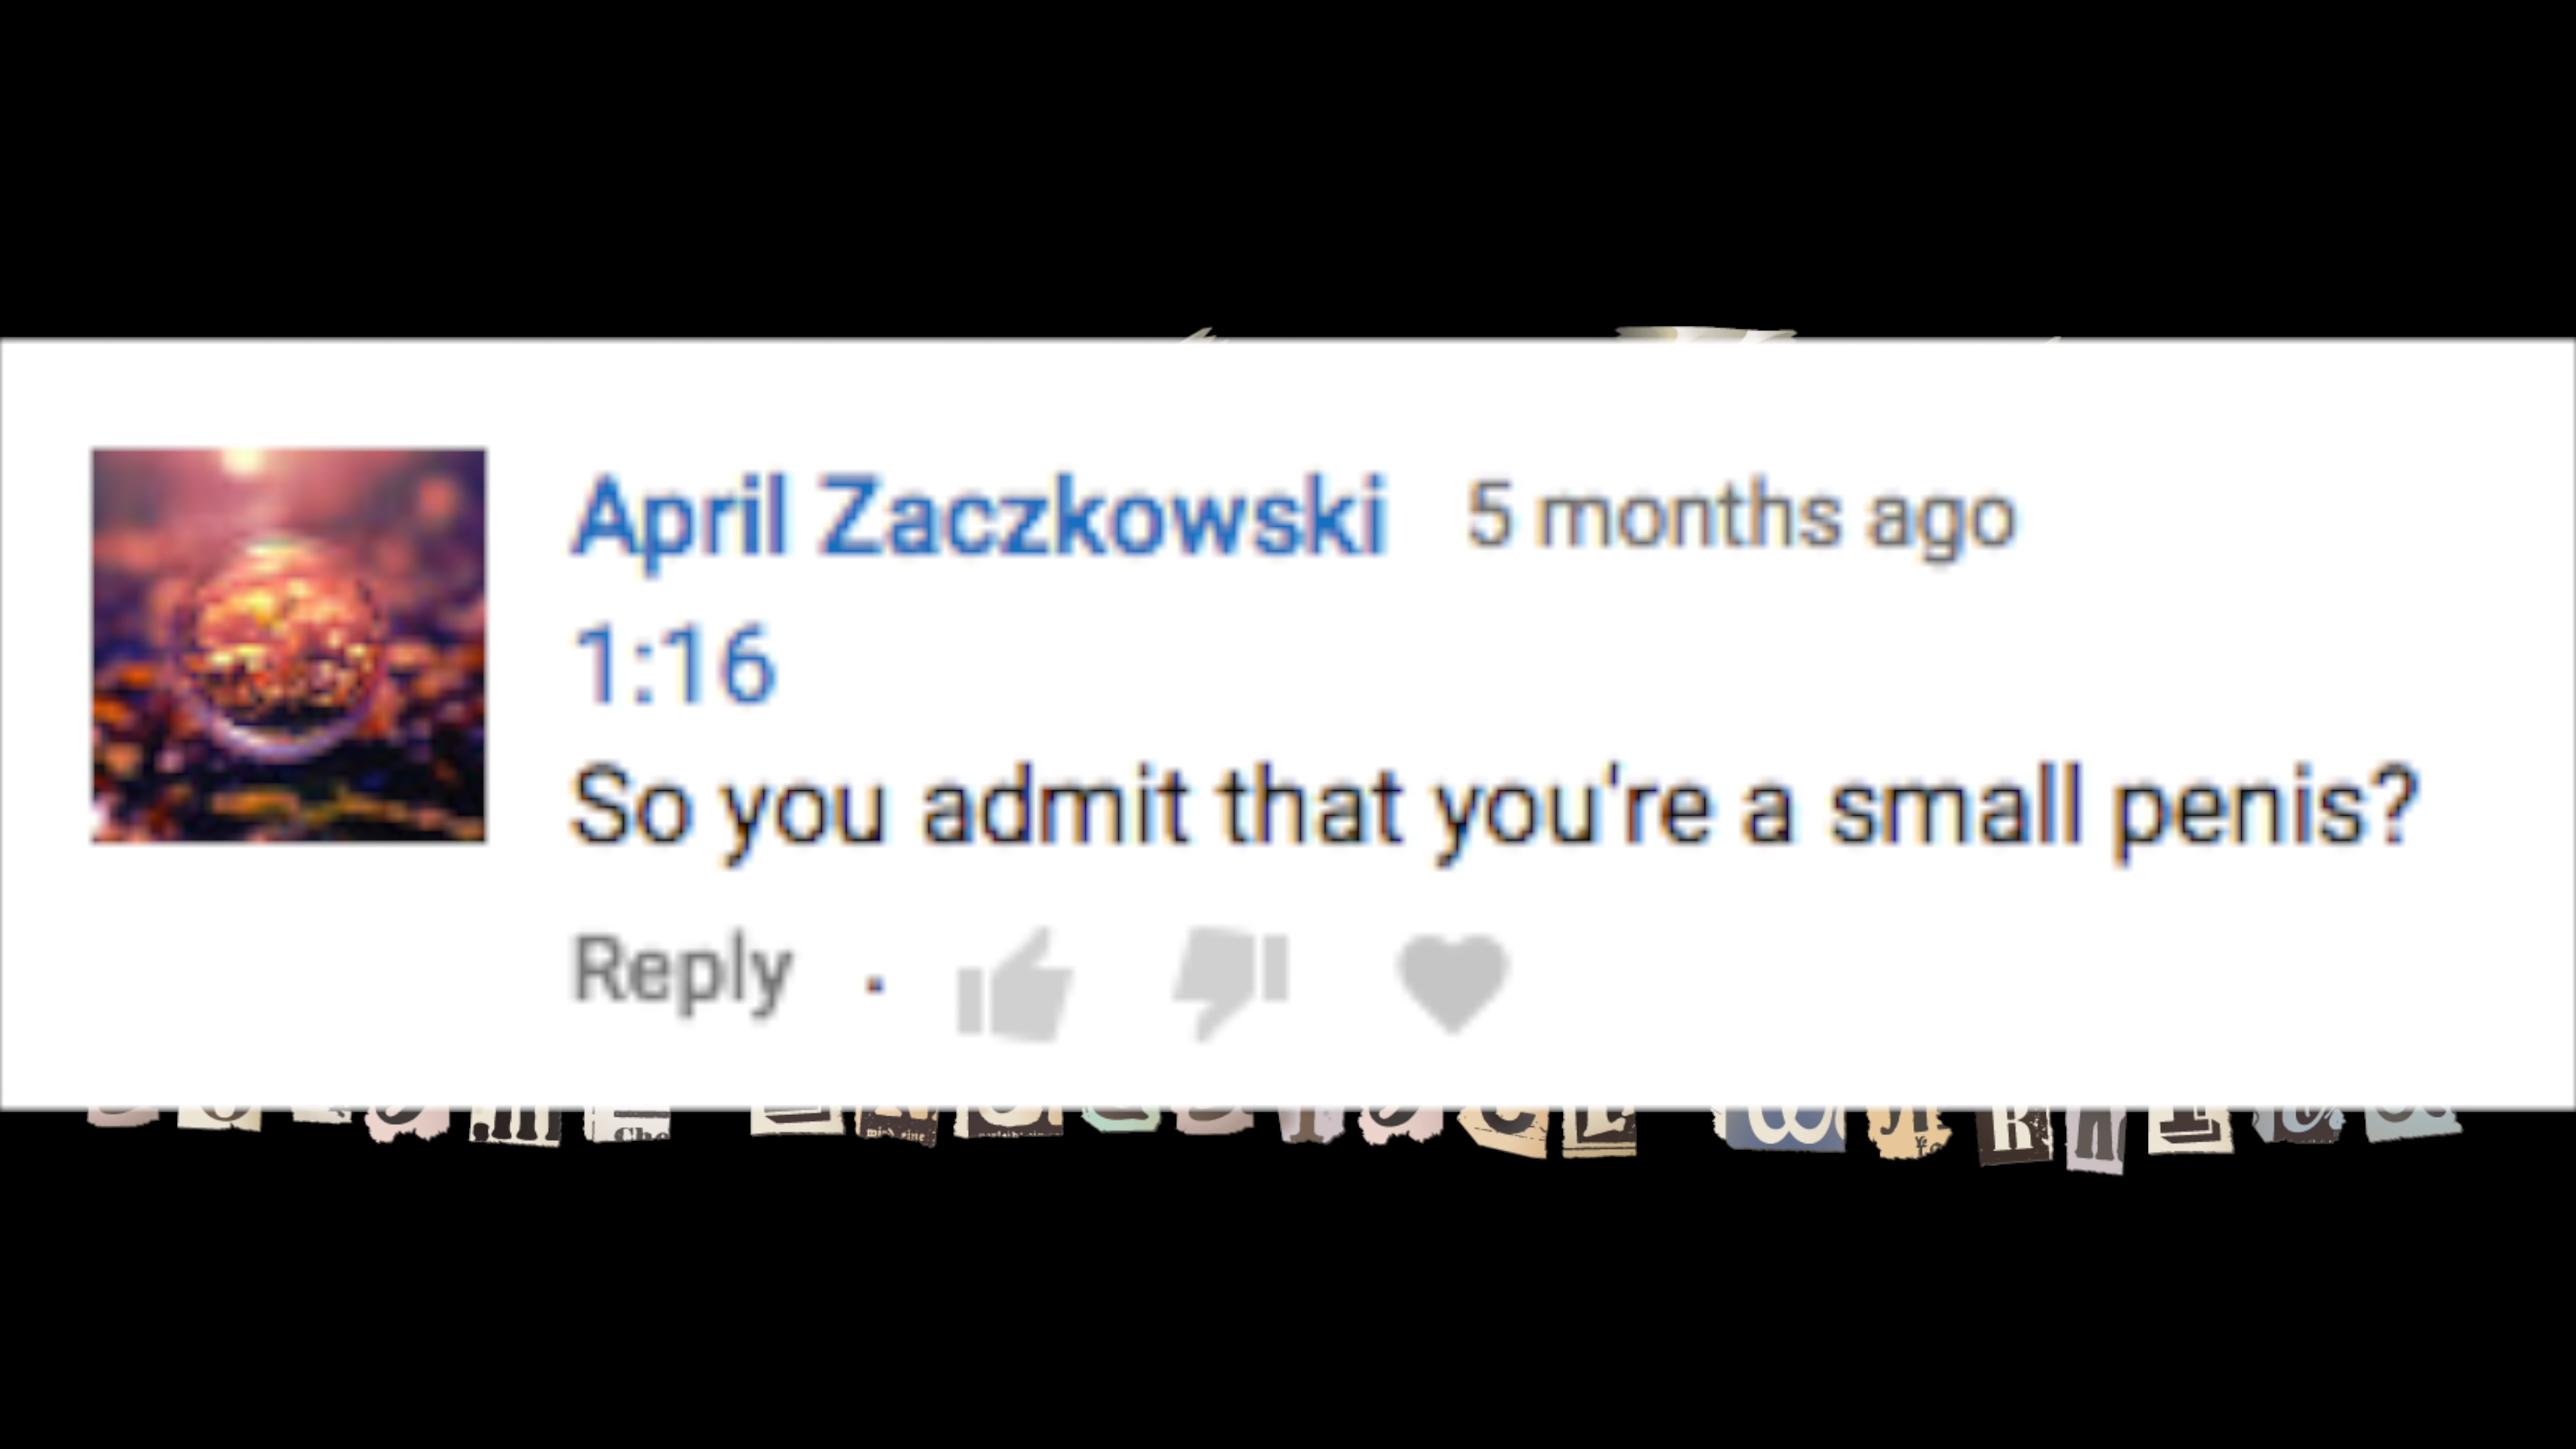 April Zaczkowski 5 months ago
1:16
So you admit that you're a small penis?
Reply